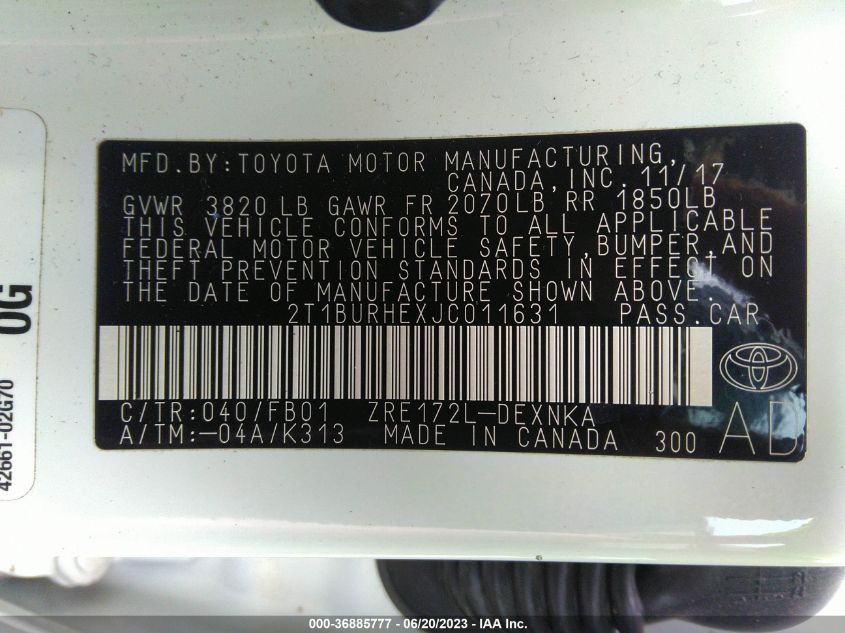 MFD.BY:TOYOTA MOTOR MANUFACTURING,
CANADA,INC. 11/17
GVWR 3820 LB GAWR FR 2070LB RR 1850LB
THIS VEHICLE CONFORMS TO ALL APPLICABLE
FEDERAL MOTOR VEHICLE SAFETY,BUMPER,AND
THEFT PREVENTION STANDARDS IN EFFECT ON
THE DATE OF MANUFACTURE SHOWN ABOVE.
2T1BURHEXJC011631 PASS.CAR
C/TR:040/FB01 ZRE172L-DEXNKA
A/TM:-04A/K313 MADE IN CANADA 300
AD
0G
42661-02G70
000-36885777 - 06/20/2023 - IAA Inc.